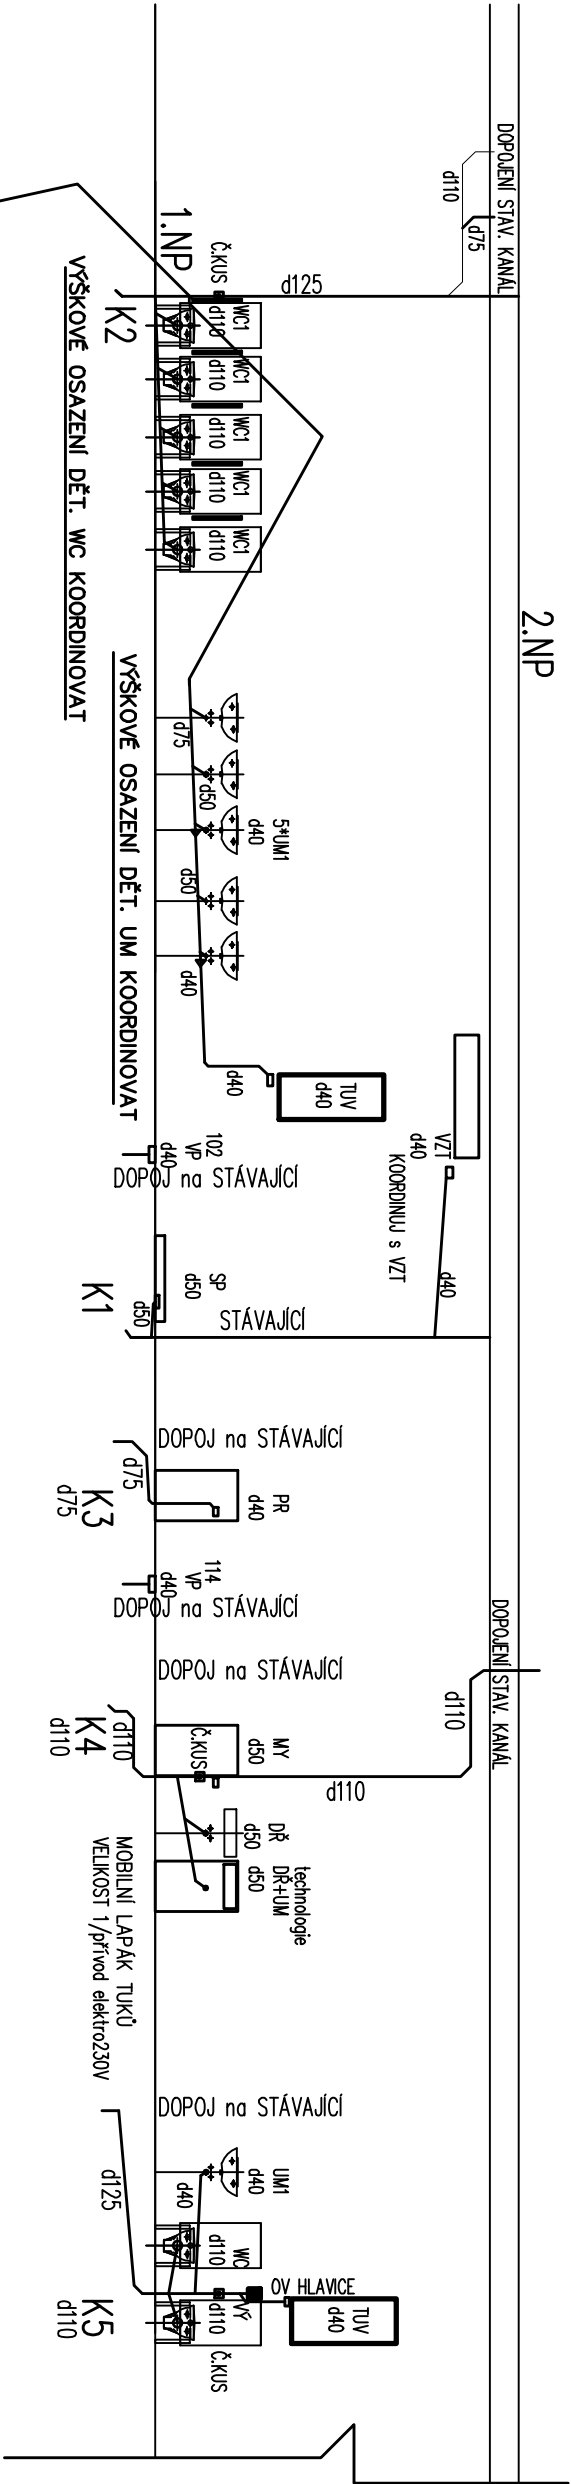 2.NP
DOPOJENÍ STAV. KANÁL
d110
d75
d125
1.NP
Č.KUS
K2
WC1
d110
WC1
d110
WC1
d110
WC1
d110
WC1
d110
VÝŠKOVÉ OSAZENÍ DĚT. WC KOORDINOVAT
VÝŠKOVÉ OSAZENÍ DĚT. UM KOORDINOVAT
d75
d50
5*UM1
d40
d50
d40
d40
TUV
d40
VZT
d40
KOORDINUJ s VZT
d40
102
VP
d40
DOPOJ na STÁVAJÍCÍ
SP
d50
d50
K1
STÁVAJÍCÍ
DOPOJ na STÁVAJÍCÍ
d75
K3
d75
PR
d40
114
VP
d40
DOPOJ na STÁVAJÍCÍ
DOPOJ na STÁVAJÍCÍ
DOPOJENÍ STAV. KANÁL
d110
d110
d110
K4
d110
MY
d50
Č.KUS
DŘ
d50
technologie
DŘ+UM
d50
MOBILNÍ LAPÁK TUKŮ
VELIKOST 1/přívod elektro230V
DOPOJ na STÁVAJÍCÍ
d125
UM1
d40
d40
WC
d110
OV HLAVICE
VÝ
d110
TUV
d40
Č.KUS
K5
d110